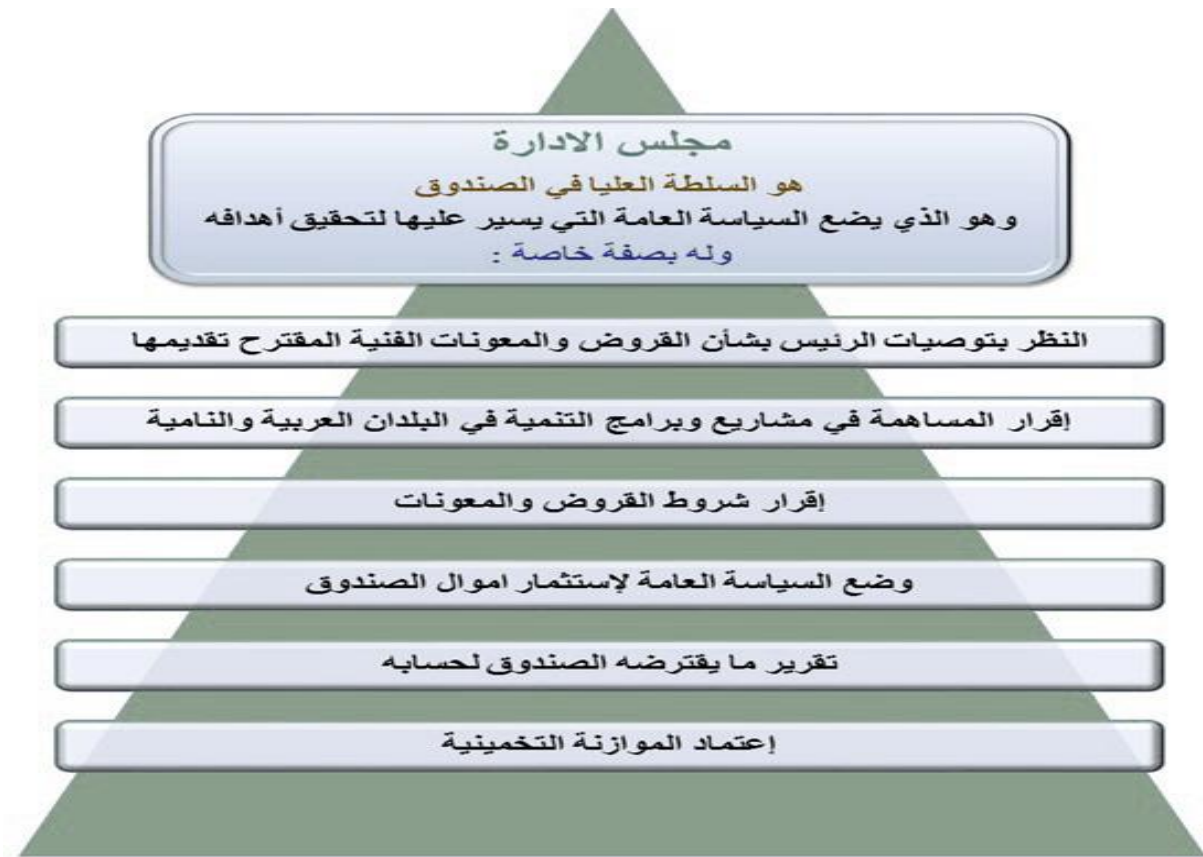 مجلس الادارة
هو السلطة العليا في الصندوق
وهو الذي يضع السياسة العامة التي يسير عليها لتحقيق أهدافه
وله بصفة خاصة :
النظر بتوصيات الرئيس بشأن القروض والمعونات الفنية المقترح تقديمها
إقرار المساهمة في مشاريع وبرامج التنمية في البلدان العربية والنامية
إقرار شروط القروض والمعونات
وضع السياسة العامة لإستثمار اموال الصندوق
تقرير ما يقترضه الصندوق لحسابه
إعتماد الموازنة التخمينية